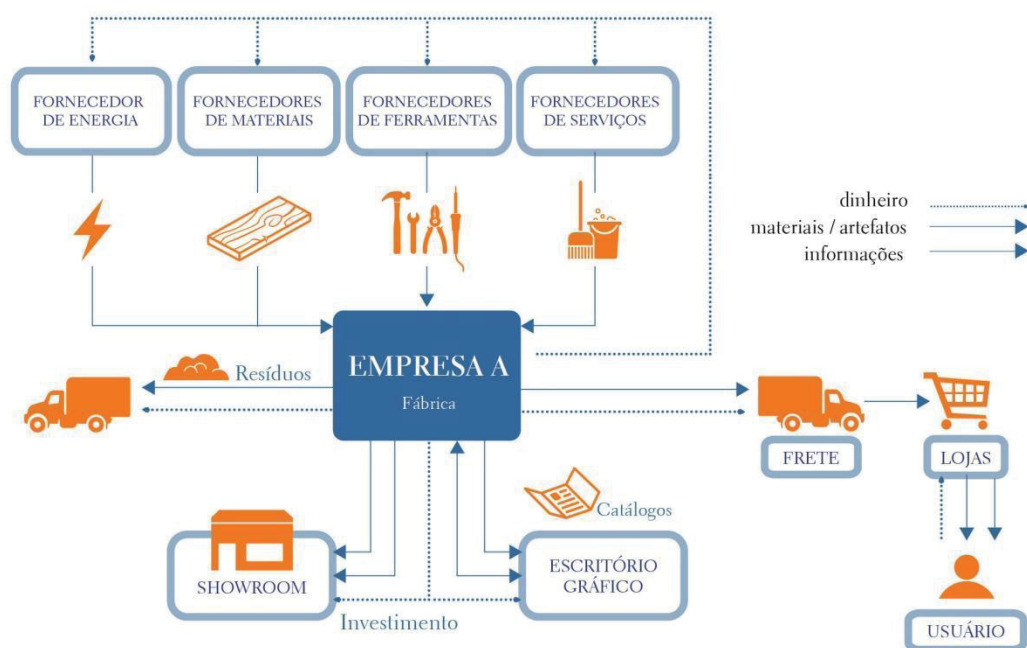 FORNECEDOR
DE ENERGIA
FORNECEDORES
DE MATERIAIS
FORNECEDORES
DE FERRAMENTAS
FORNECEDORES
DE SERVIÇOS
dinheiro
materiais / artefatos
informações
EMPRESA A
Fábrica
Resíduos
FRETE
LOJAS
Catálogos
SHOWROOM
ESCRITÓRIO
GRÁFICO
Investimento
USUÁRIO